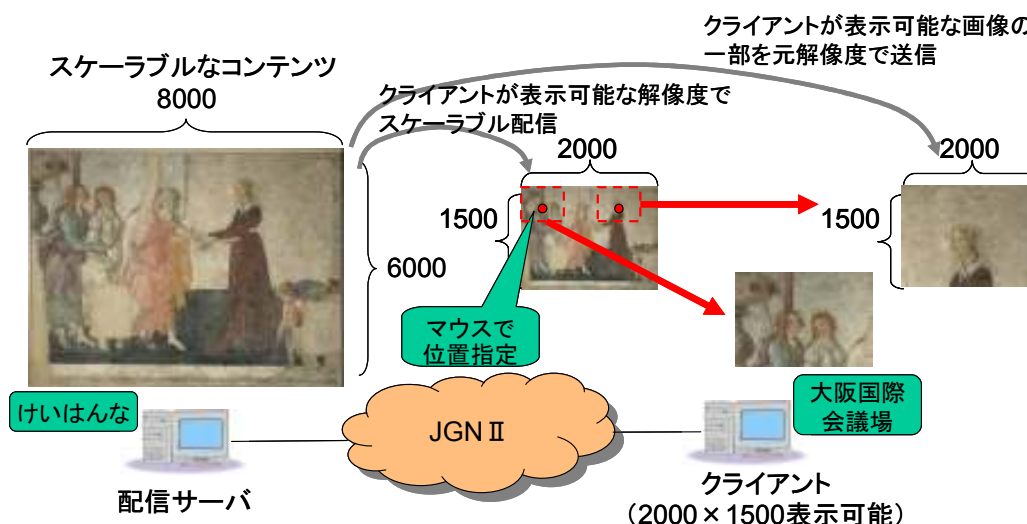 クライアントが表示可能な画像の
一部を元解像度で送信
スケーラブルなコンテンツ
8000
クライアントが表示可能な解像度で
スケーラブル配信
2000
2000
1500
1500
6000
マウスで
位置指定
けいはんな
大阪国際
会議場
JGNⅡ
配信サーバ
クライアント
(2000×1500表示可能)